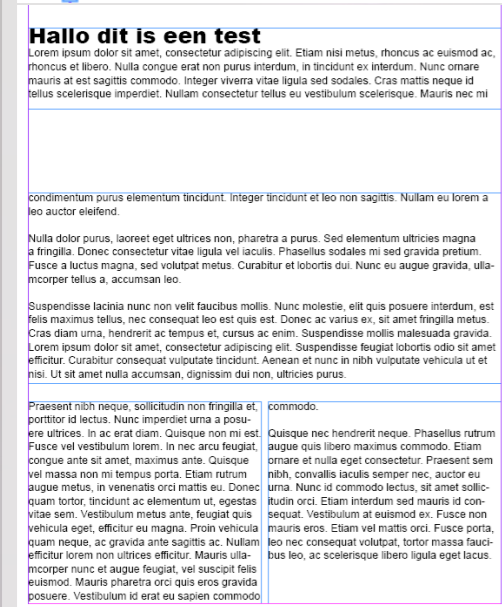 Hallo dit is een test
Lorem ipsum dolor sit amet, consectetur adipiscing elit. Etiam nisi metus, rhoncus ac euismod ac,
rhoncus et libero. Nulla congue erat non purus interdum, in tincidunt ex interdum. Nunc ornare
mauris at est sagittis commodo. Integer viverra vitae ligula sed sodales. Cras mattis neque id
tellus scelerisque imperdiet. Nullam consectetur tellus eu vestibulum scelerisque. Mauris nec mi
condimentum purus elementum tincidunt. Integer tincidunt et leo non sagittis. Nullam eu lorem a
leo auctor eleifend.
Nulla dolor purus, laoreet eget ultrices non, pharetra a purus. Sed elementum ultricies magna
a fringilla. Donec consectetur vitae ligula vel iaculis. Phasellus sodales mi sed gravida pretium.
Fusce a luctus magna, sed volutpat metus. Curabitur et lobortis dui. Nunc eu augue gravida, ulla-
mcorper tellus a, accumsan leo.
Suspendisse lacinia nunc non velit faucibus mollis. Nunc molestie, elit quis posuere interdum, est
felis maximus tellus, nec consequat leo est quis est. Donec ac varius ex, sit amet fringilla metus.
Cras diam urna, hendrerit ac tempus et, cursus ac enim. Suspendisse mollis malesuada gravida.
Lorem ipsum dolor sit amet, consectetur adipiscing elit. Suspendisse feugiat lobortis odio sit amet
efficitur. Curabitur consequat vulputate tincidunt. Aenean et nunc in nibh vulputate vehicula ut et
nisi. Ut sit amet nulla accumsan, dignissim dui non, ultricies purus.
Praesent nibh neque, sollicitudin non fringilla et,
porttitor id lectus. Nunc imperdiet urna a posu-
ere ultrices. In ac erat diam. Quisque non mi est.
Fusce vel vestibulum lorem. In nec arcu feugiat,
congue ante sit amet, maximus ante. Quisque
vel massa non mi tempus porta. Etiam rutrum
augue metus, in venenatis orci mattis eu. Donec
quam tortor, tincidunt ac elementum ut, egestas
vitae sem. Vestibulum metus ante, feugiat quis
vehicula eget, efficitur eu magna. Proin vehicula
quam neque, ac gravida ante sagittis ac. Nullam
efficitur lorem non ultrices efficitur. Mauris ulla-
mcorper nunc et augue feugiat, vel suscipit felis
euismod. Mauris pharetra orci quis eros gravida
posuere. Vestibulum id erat eu sapien commodo
commodo.
Quisque nec hendrerit neque. Phasellus rutrum
augue quis libero maximus commodo. Etiam
ornare et nulla eget consectetur. Praesent sem
nibh, convallis iaculis semper nec, auctor eu
urna. Nunc id commodo lectus, sit amet sollic-
itudin orci. Etiam interdum sed mauris id con-
sequat. Vestibulum at euismod ex. Fusce non
mauris eros. Etiam vel mattis orci. Fusce porta,
leo nec consequat volutpat, tortor massa fauci-
bus leo, ac scelerisque libero ligula eget lacus.